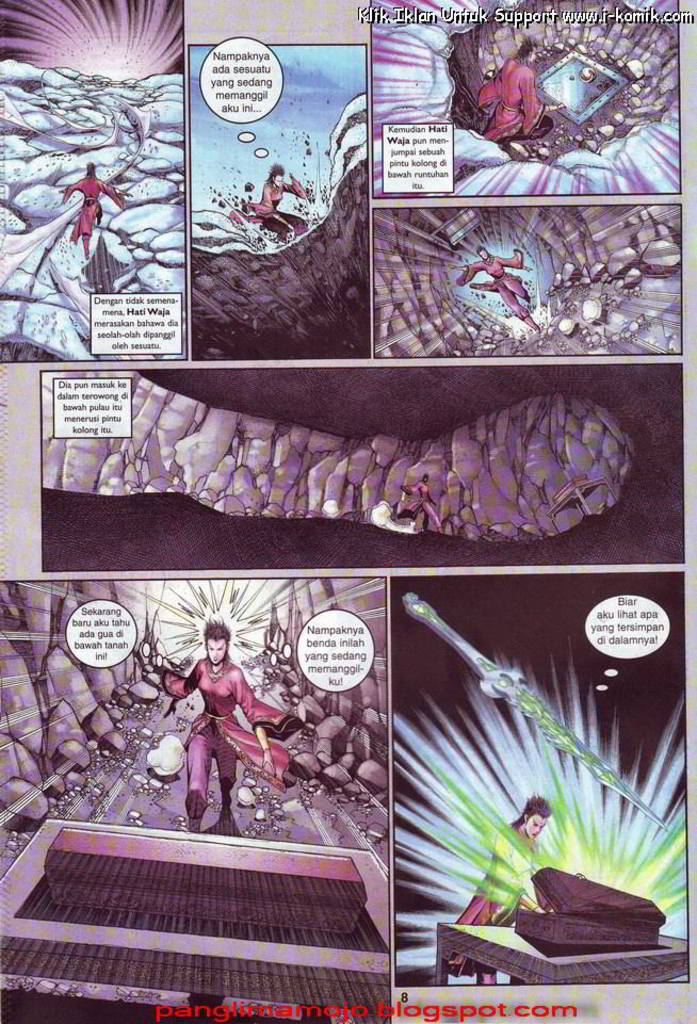 Klik Iklan Untuk Support www.i-komik.com
Nampaknya
ada sesuatu
yang sedang
memanggil
aku ini...
Kemudian Hati
Waja pun men-
jumpai sebuah
pintu kolong di
bawah runtuhan
itu.
Dengan tidak semena-
mena, Hati Waja
merasakan bahawa dia
seolah-olah dipanggil
oleh sesuatu.
Dia pun masuk ke
dalam terowong di
bawah pulau itu
menerusi pintu
kolong itu.
Sekarang
baru aku tahu
ada gua di
bawah tanah
ini!
Nampaknya
benda inilah
yang sedang
memanggil-
ku!
Biar
aku lihat apa
yang tersimpan
di dalamnya!
8
panglimamojo.blogspot.com